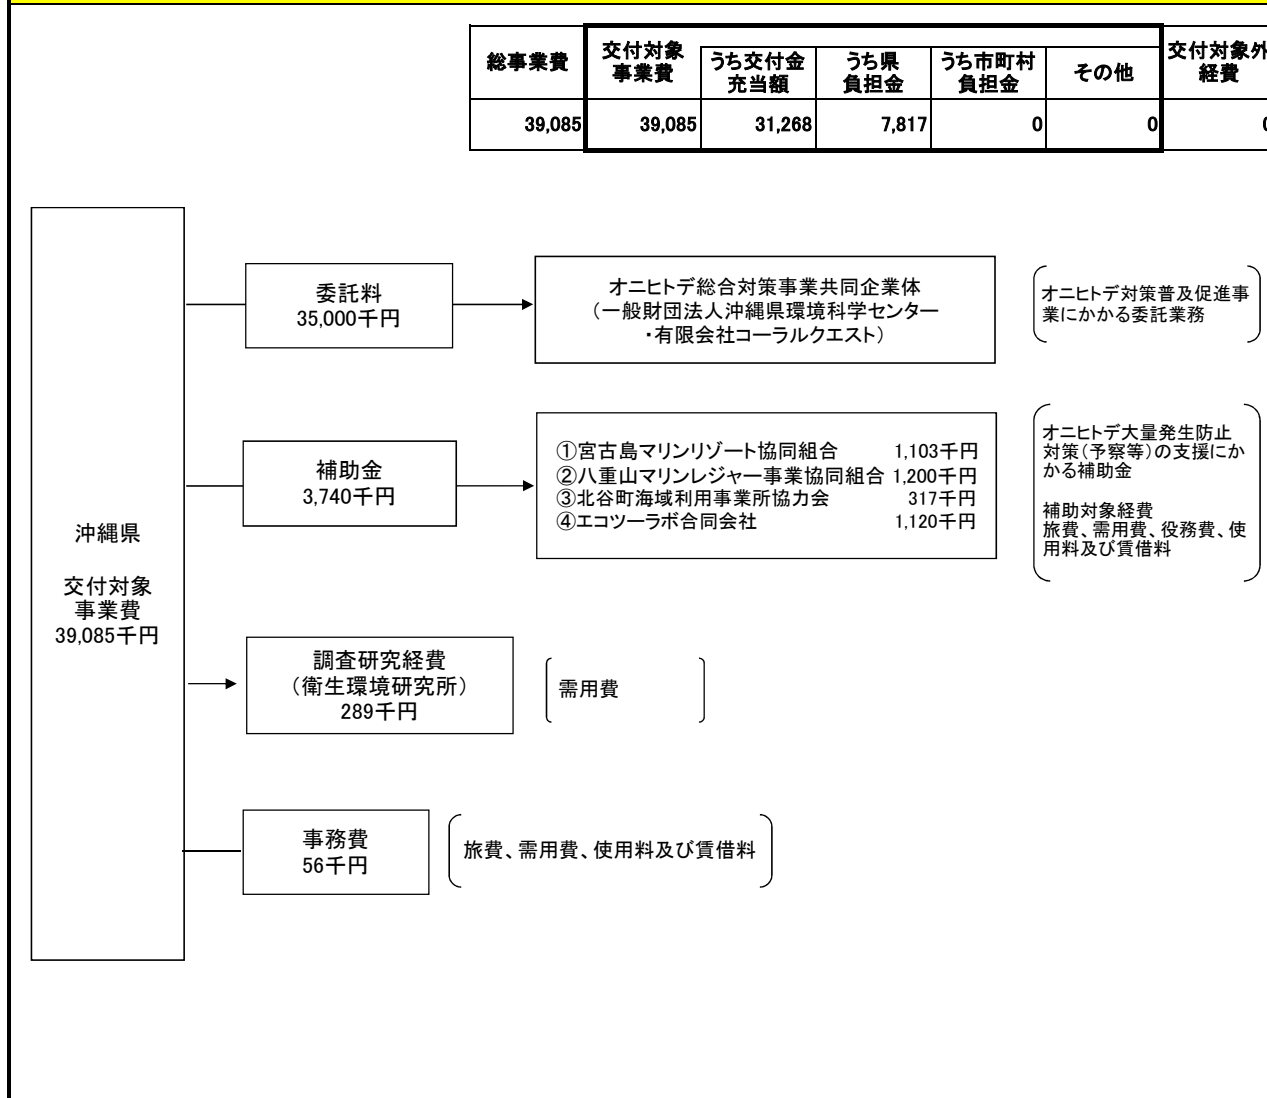 総事業費
交付対象
事業費
うち交付金
充当額
うち県
負担金
うち市町村
負担金
その他
交付対象外
経費
39,085 39,085 31,268 7,817 0 0 0
沖縄県
交付対象
事業費
39,085千円
委託料
35,000千円
オニヒトデ総合対策事業共同企業体
（一般財団法人沖縄県環境科学センター
・有限会社コーラルクエスト）
オニヒトデ対策普及促進事
業にかかる委託業務
補助金
3,740千円
①宮古島マリンリゾート協同組合 1,103千円
②八重山マリンレジャー事業協同組合 1,200千円
③北谷町海域利用事業所協力会 317千円
④エコツーラボ合同会社 1,120千円
オニヒトデ大量発生防止
対策（予察等）の支援にか
かる補助金
補助対象経費
旅費、需用費、役務費、使
用料及び賃借料
調査研究経費
（衛生環境研究所）
289千円
需用費
事務費
56千円
旅費、需用費、使用料及び賃借料